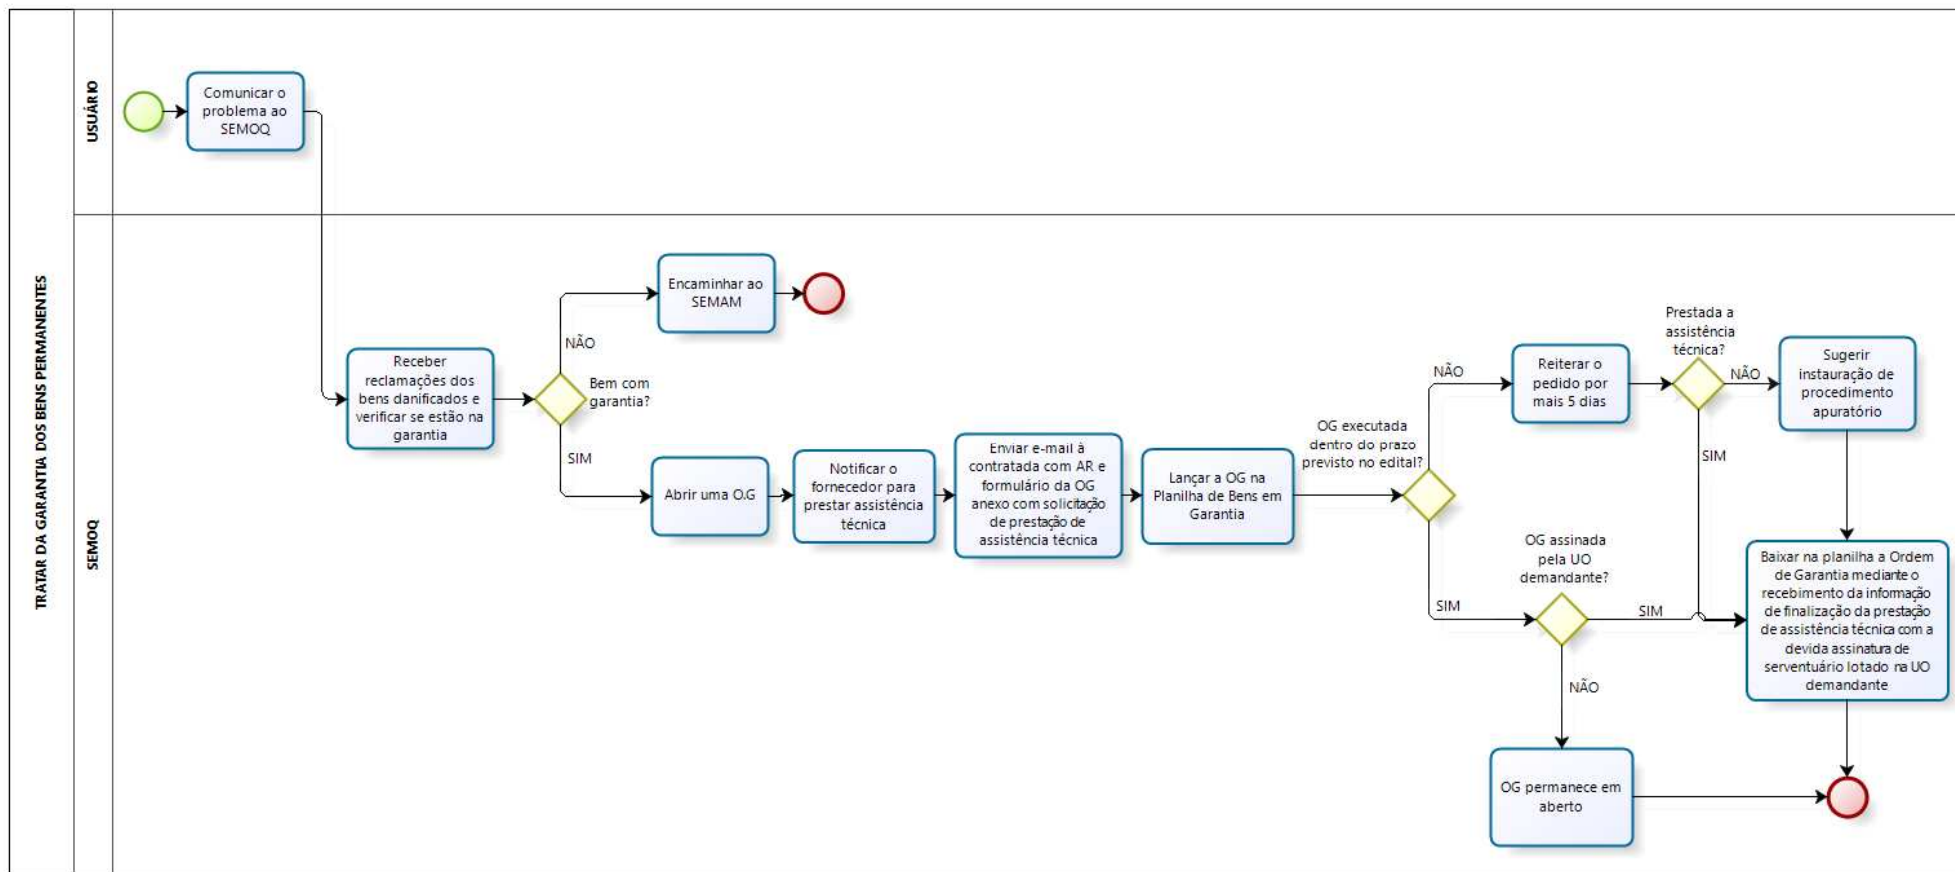 TRATAR DA GARANTIA DOS BENS PERMANENTES
USUÁRIO
Comunicar o
problema ao
SEMOQ
SEMOQ
Receber
reclamações dos
bens danificados e
verificar se estão na
garantia
Bem com
garantia?
NÃO
Encaminhar ao
SEMAM
SIM
Abrir uma O.G
Notificar o
fornecedor para
prestar assistência
técnica
Enviar e-mail à
contratada com AR e
formulário da OG
anexo com solicitação
de prestação de
assistência técnica
Lançar a OG na
Planilha de Bens em
Garantia
OG executada
dentro do prazo
previsto no edital?
NÃO
Reiterar o
pedido por
mais 5 dias
Prestada a
assistência
técnica?
NÃO
Sugerir
instauração de
procedimento
apuratório
SIM
SIM
OG assinada
pela UO
demandante?
SIM
Baixar na planilha a Ordem
de Garantia mediante o
recebimento da informação
de finalização da prestação
de assistência técnica com a
devida assinatura de
serventuário lotado na UO
demandante
NÃO
OG permanece em
aberto